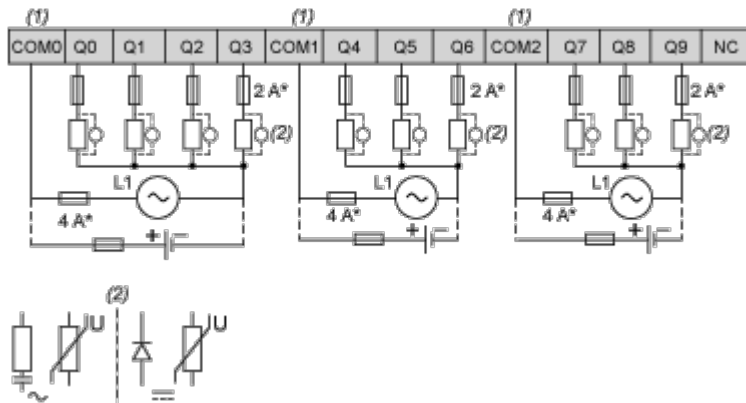 (1) (1) (1)
COM0 Q0 Q1 Q2 Q3 COM1 Q4 Q5 Q6 COM2 Q7 Q8 Q9 NC
2 A* 2 A* 2 A*
(2) (2) (2)
L1 L1 L1
4 A* 4 A* 4 A*
+ − + − + −
(2)
U U